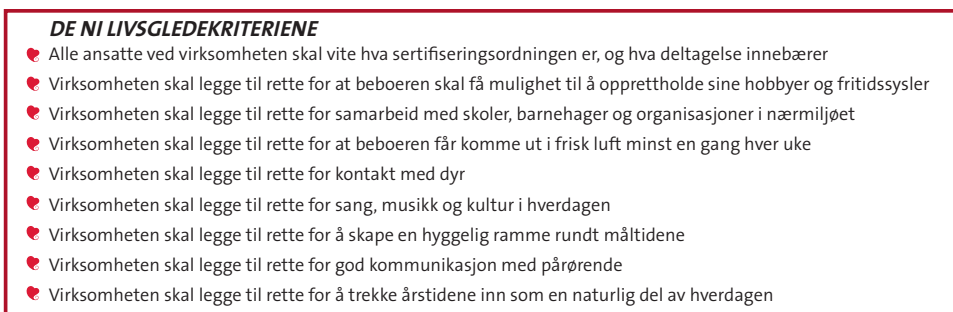 DE NI LIVSGLEDEKRITERIENE
Alle ansatte ved virksomheten skal vite hva sertifiseringsordningen er, og hva deltagelse innebærer
Virksomheten skal legge til rette for at beboeren skal få mulighet til å opprettholde sine hobbyer og fritidssysler
Virksomheten skal legge til rette for samarbeid med skoler, barnehager og organisasjoner i nærmiljøet
Virksomheten skal legge til rette for at beboeren får komme ut i frisk luft minst en gang hver uke
Virksomheten skal legge til rette for kontakt med dyr
Virksomheten skal legge til rette for sang, musikk og kultur i hverdagen
Virksomheten skal legge til rette for å skape en hyggelig ramme rundt måltidene
Virksomheten skal legge til rette for god kommunikasjon med pårørende
Virksomheten skal legge til rette for å trekke årstidene inn som en naturlig del av hverdagen